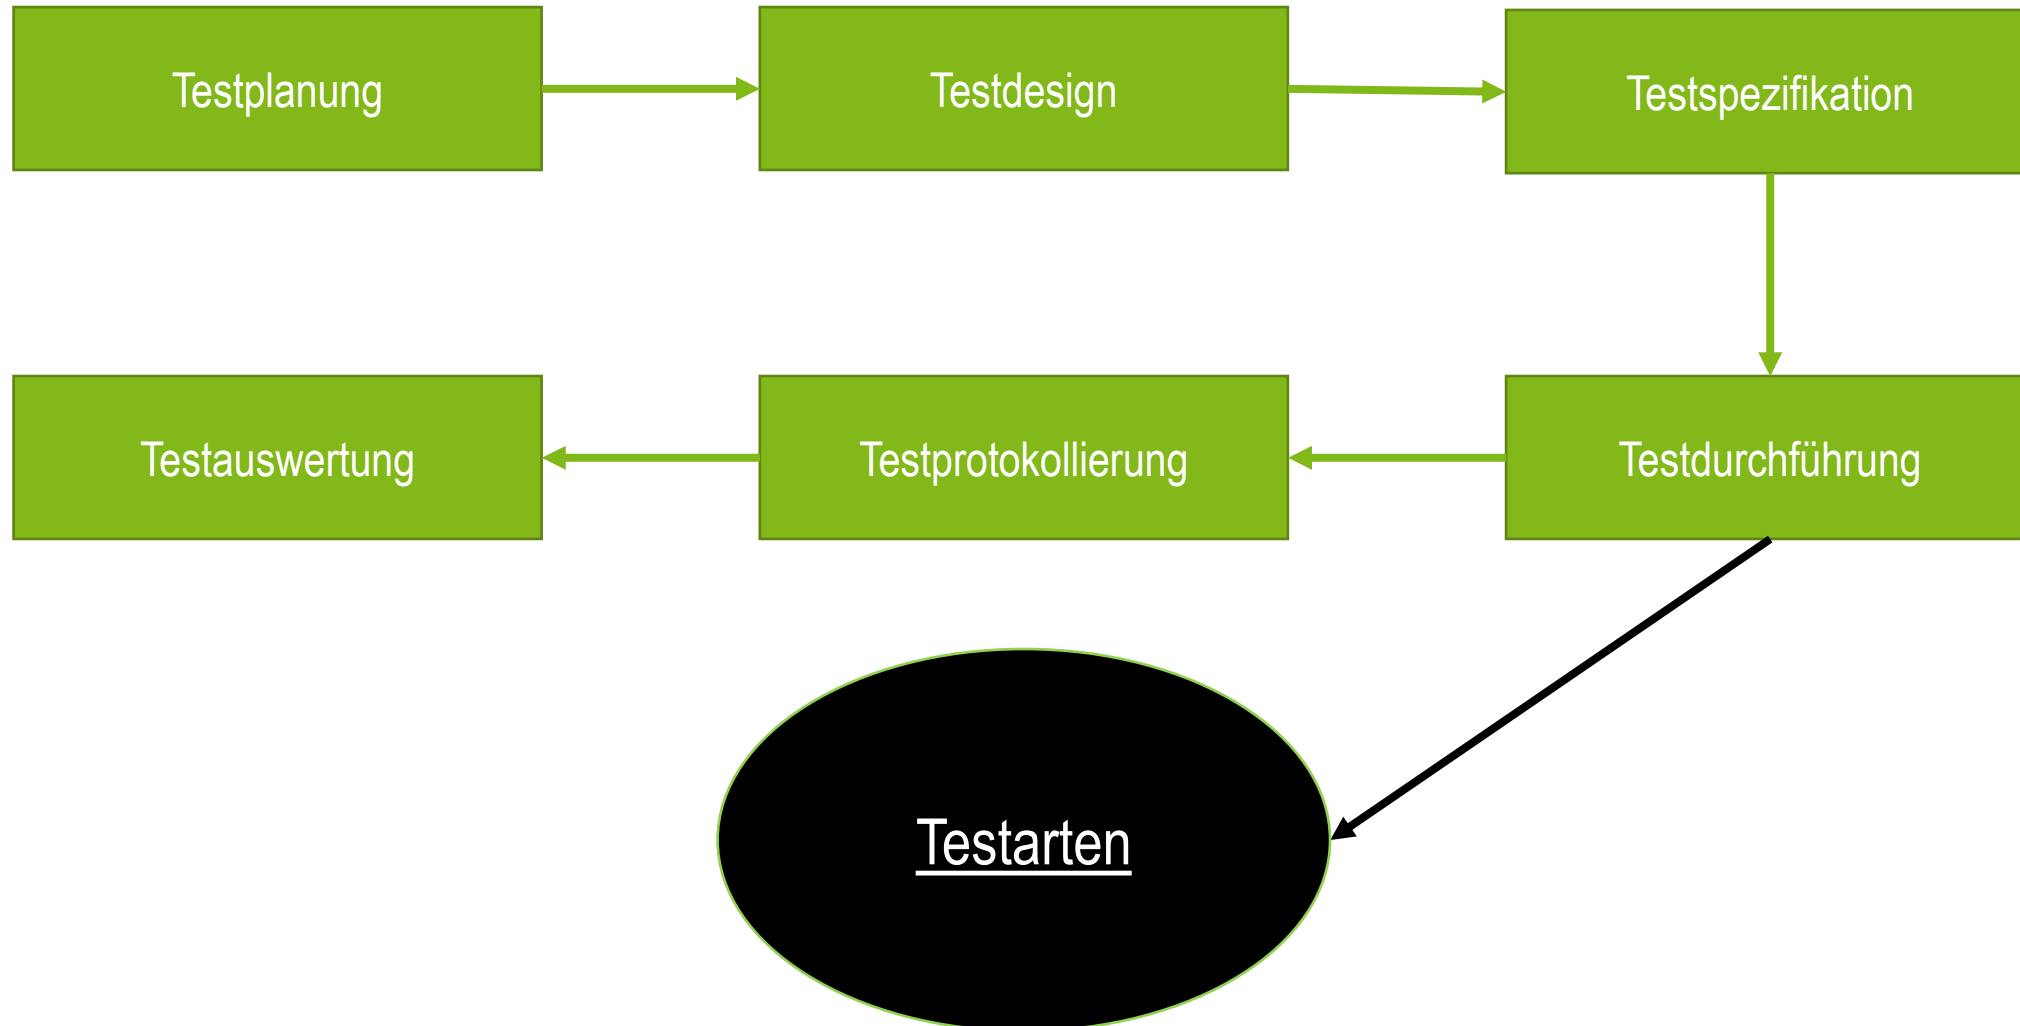 Testplanung
Testdesign
Testspezifikation
Testauswertung
Testprotokollierung
Testdurchführung
Testarten